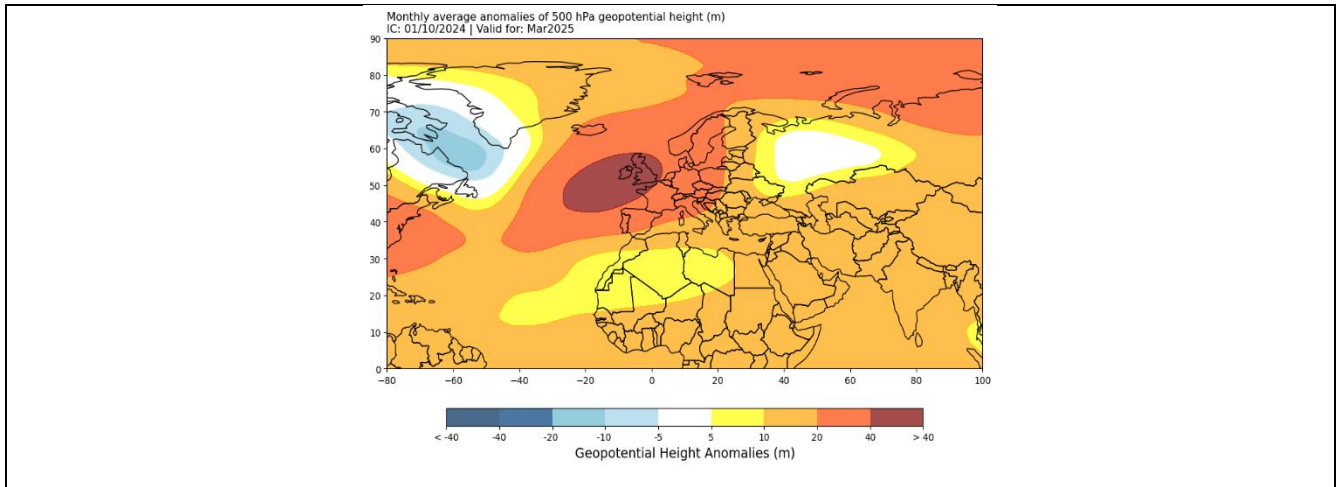 Monthly average anomalies of 500 hPa geopotential height (m)
IC: 01/10/2024 | Valid for: Mar2025
90
80
70
60
50
40
30
20
10
0
−80 −60 −40 −20 0 20 40 60 80 100
< -40 -40 -20 -10 -5 5 10 20 40 > 40
Geopotential Height Anomalies (m)